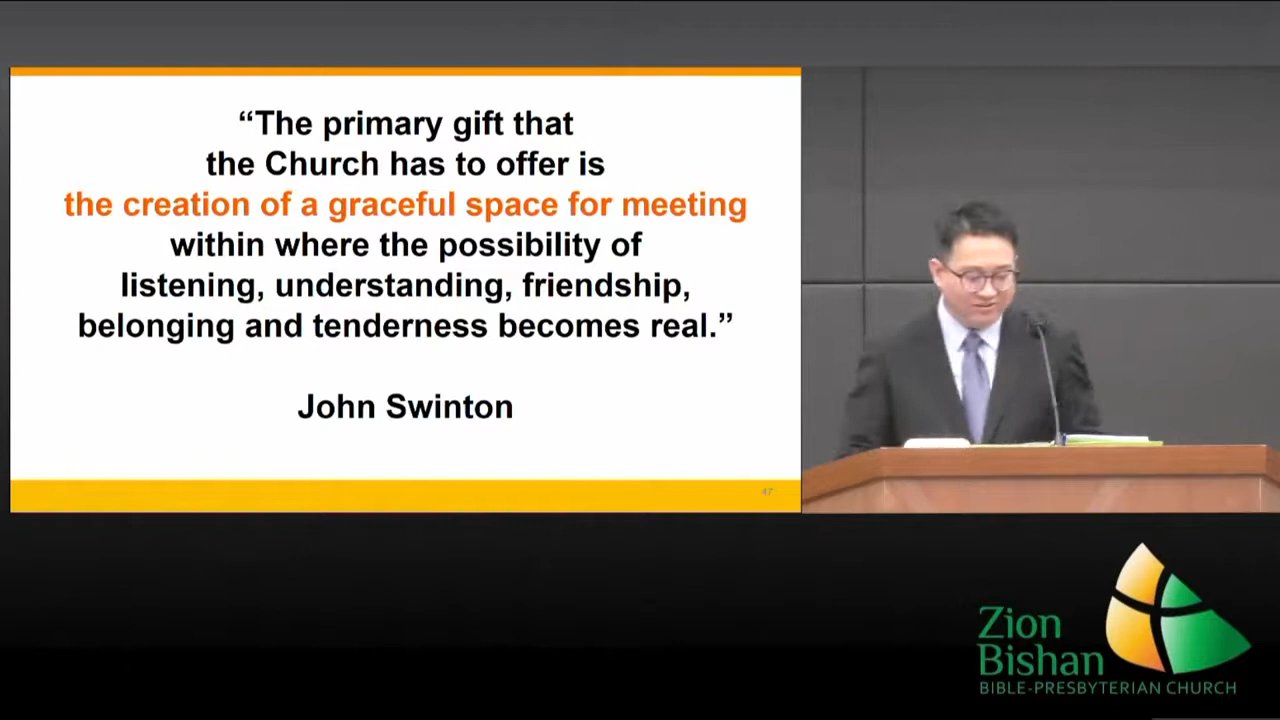 “The primary gift that
the Church has to offer is
the creation of a graceful space for meeting
within where the possibility of
listening, understanding, friendship,
belonging and tenderness becomes real.”
John Swinton
47
Zion
Bishan
BIBLE-PRESBYTERIAN CHURCH